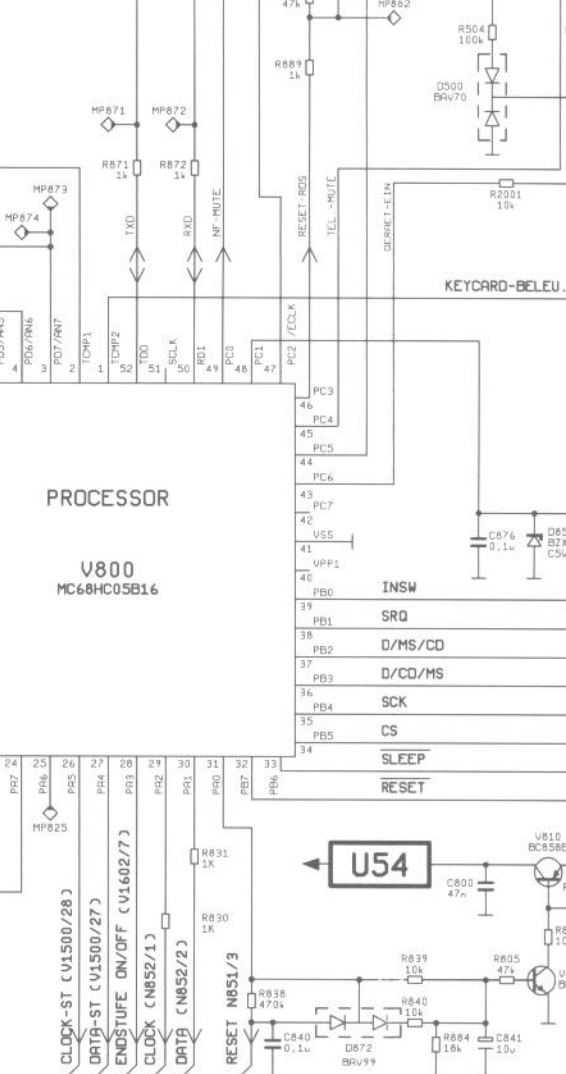 47k
MP882
R504
100k
R889
1k
D500
BAV70
MP871
MP872
R871
1k
R872
1k
MP873
MP874
R2001
10k
TXD
RXD
NF-MUTE
RESET-RDS
TEL.-MUTE
GERAET-EIN
KEYCARD-BELEU.
PD6/AN6
PD7/AN7
TCMP1
TCMP2
TDO
SCLK
RDI
PC0
PC1
PC2 /ECLK
4
3
2
1
52
51
50
49
48
47
PC3
46
PC4
45
PC5
44
PC6
43
PC7
42
VSS
41
VPP1
40
PB0
39
PB1
38
PB2
37
PB3
36
PB4
35
PB5
34
PROCESSOR
V800
MC68HC05B16
C876
0,1u
INSW
SRQ
D/MS/CD
D/CD/MS
SCK
CS
SLEEP
RESET
24
25
26
27
28
29
30
31
32
33
PA7
PA6
PA5
PA4
PA3
PA2
PA1
PA0
PB7
PB6
MP825
R831
1K
R830
1K
U54
V810
C800
47n
CLOCK-ST (V1500/28)
DATA-ST (V1500/27)
ENDSTUFE ON/OFF (V1602/7)
CLOCK (N852/1)
DATA (N852/2)
RESET N851/3
R839
10k
R805
47k
R838
470k
R840
10k
C840
0,1u
D872
BAV99
R884
18k
C841
10u